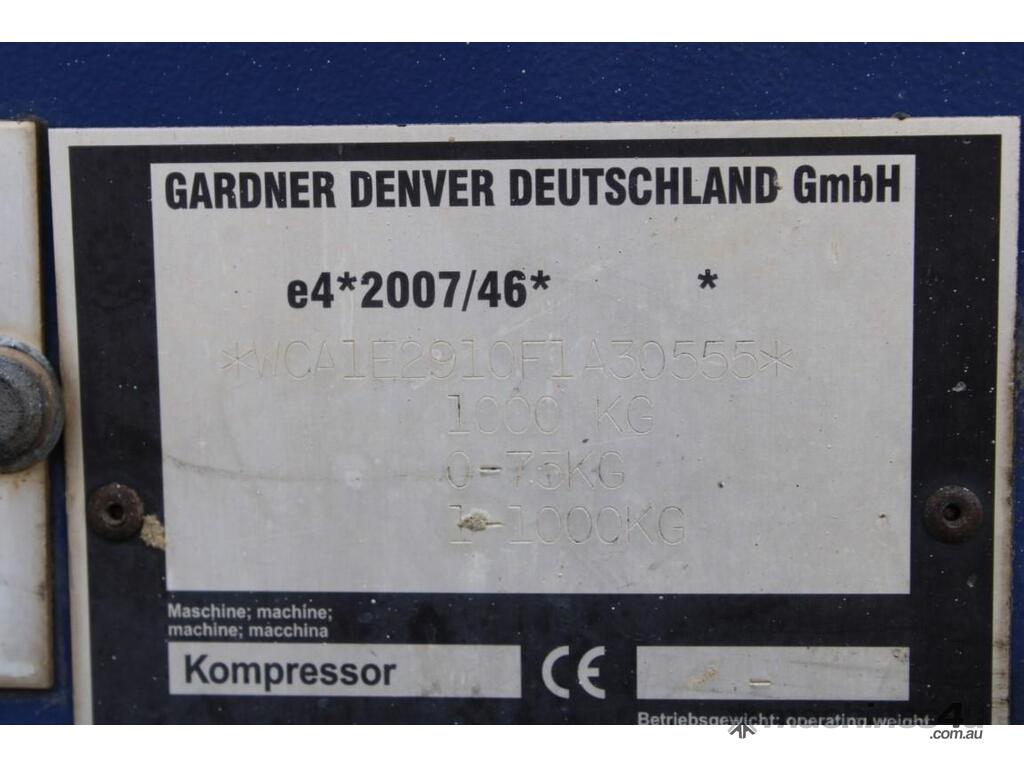 GARDNER DENVER DEUTSCHLAND GmbH
e4*2007/46* *
*WCA1E2910F1A30555*
1000 KG
0-75KG
1-1000KG
Maschine; machine;
machine; macchina
Kompressor
CE
-
Betriebsgewicht; operating weight;
machines4u
.com.au